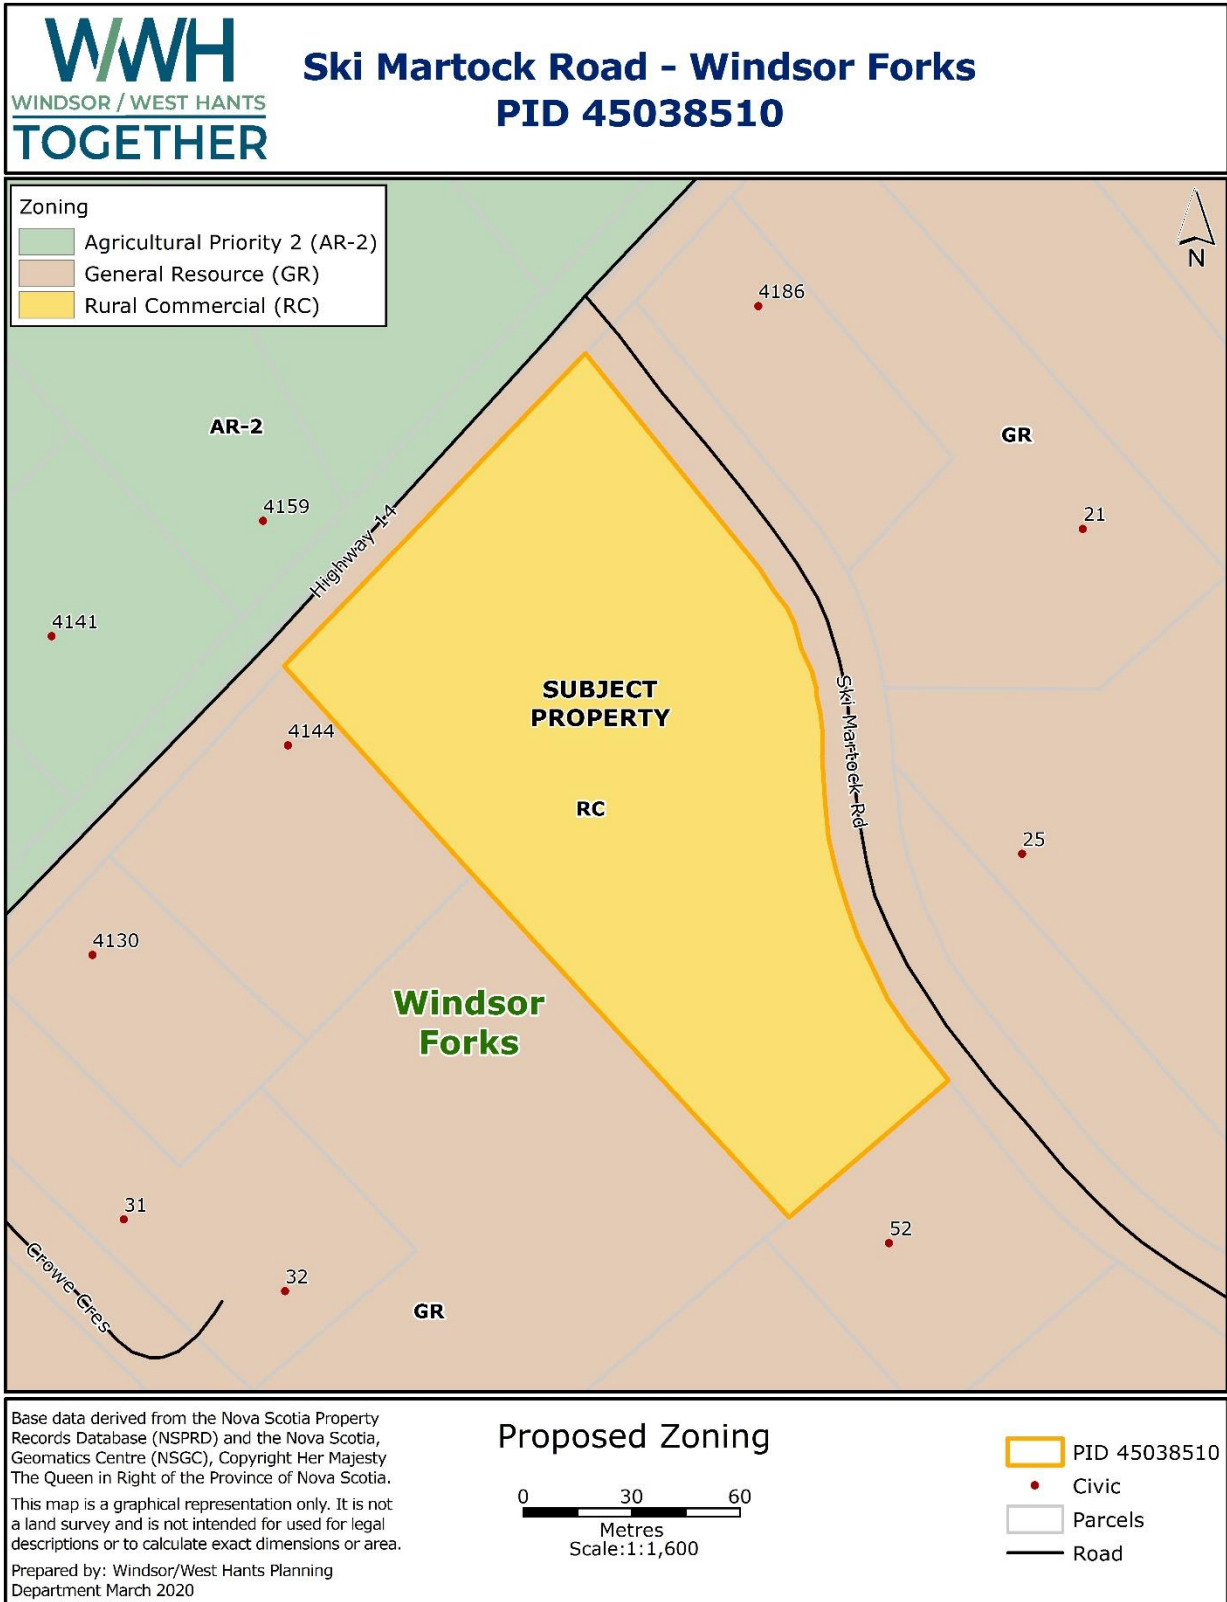 WWH
WINDSOR / WEST HANTS
TOGETHER
Ski Martock Road - Windsor Forks
PID 45038510
Zoning
Agricultural Priority 2 (AR-2)
General Resource (GR)
Rural Commercial (RC)
N
4186
AR-2
GR
4159
21
Highway 14
4141
SUBJECT
PROPERTY
Ski Martock Rd
4144
RC
25
4130
Windsor
Forks
31
52
Crowe Cres
32
GR
Base data derived from the Nova Scotia Property
Records Database (NSPRD) and the Nova Scotia,
Geomatics Centre (NSGC), Copyright Her Majesty
The Queen in Right of the Province of Nova Scotia.
This map is a graphical representation only. It is not
a land survey and is not intended for used for legal
descriptions or to calculate exact dimensions or area.
Prepared by: Windsor/West Hants Planning
Department March 2020
Proposed Zoning
0 30 60
Metres
Scale:1:1,600
PID 45038510
Civic
Parcels
Road